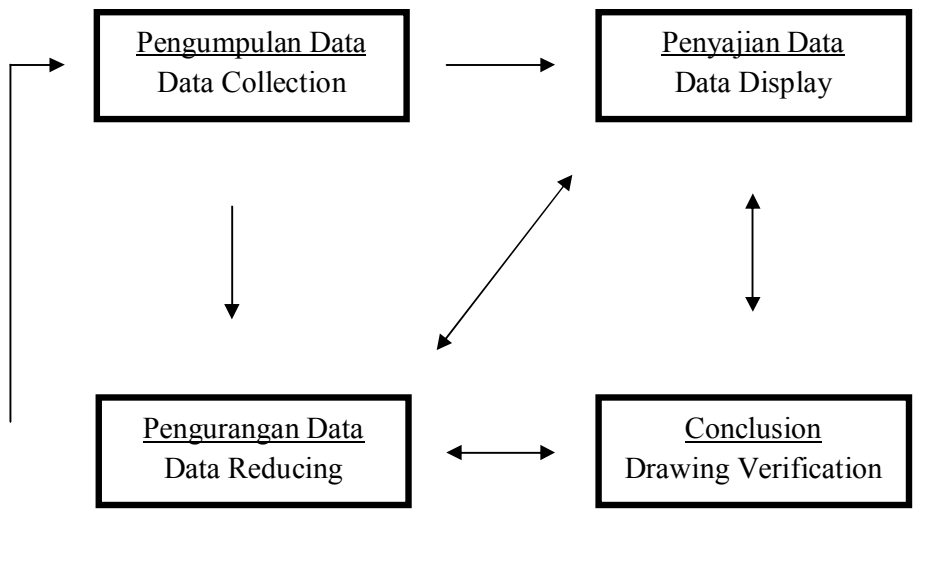 Pengumpulan Data
Data Collection
Penyajian Data
Data Display
Pengurangan Data
Data Reducing
Conclusion
Drawing Verification